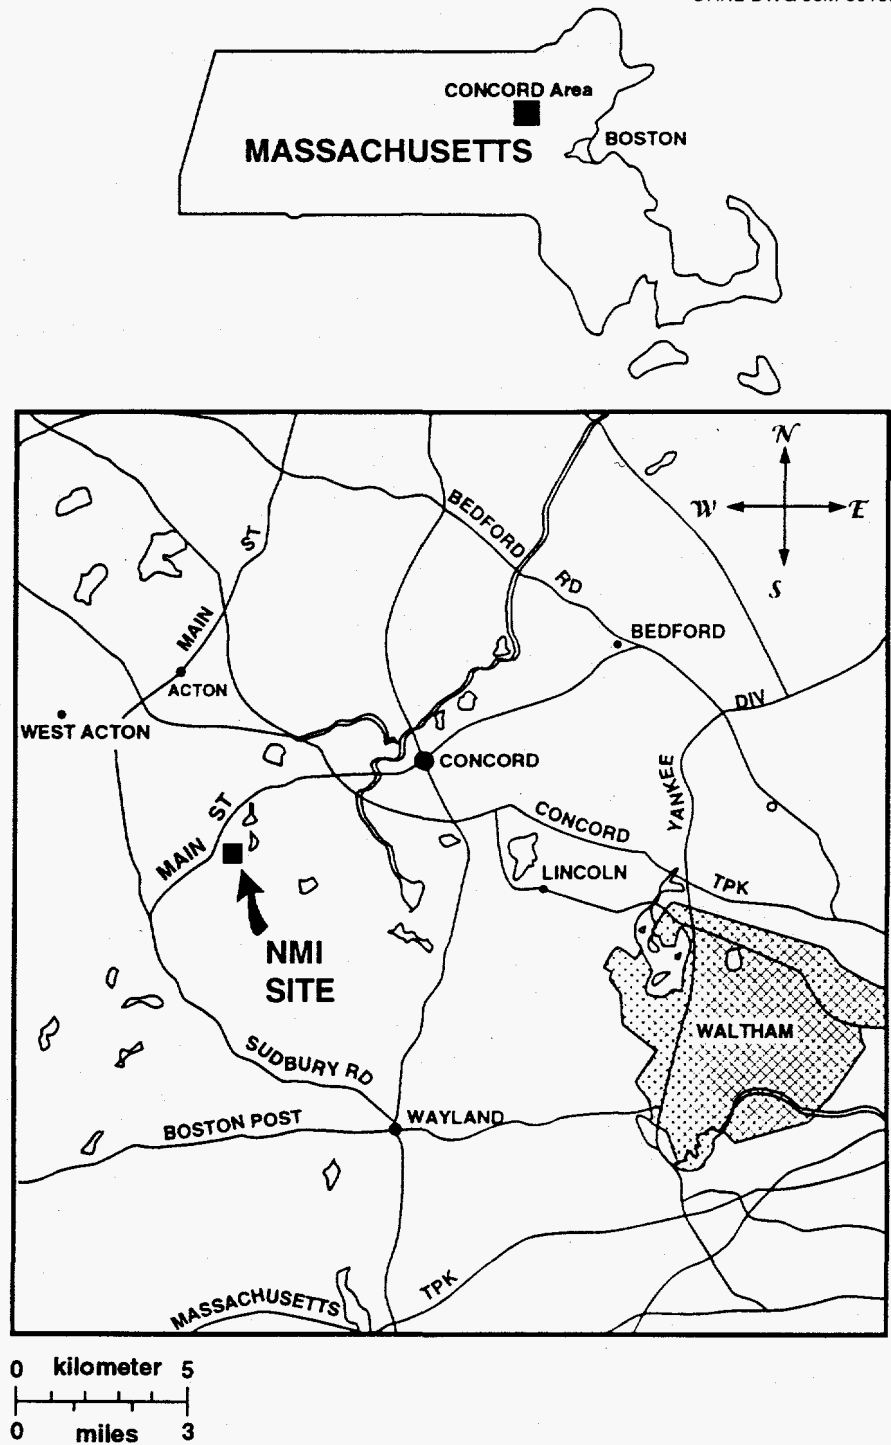 CONCORD Area
MASSACHUSETTS
BOSTON
N
W
E
S
BEDFORD
RD
ST
MAIN
BEDFORD
ACTON
DIV
WEST ACTON
CONCORD
YANKEE
ST
CONCORD
MAIN
LINCOLN
TPK
NMI
SITE
WALTHAM
SUDBURY RD
BOSTON POST
WAYLAND
TPK
MASSACHUSETTS
0 kilometer 5
0 miles 3